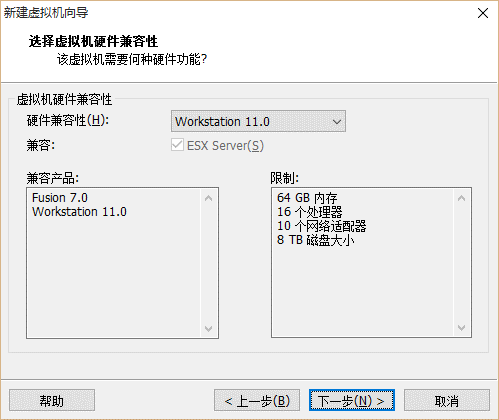 新建虚拟机向导
选择虚拟机硬件兼容性
该虚拟机需要何种硬件功能?
虚拟机硬件兼容性
硬件兼容性(H):
Workstation 11.0
兼容:
ESX Server(S)
兼容产品:
Fusion 7.0
Workstation 11.0
限制:
64 GB 内存
16 个处理器
10 个网络适配器
8 TB 磁盘大小
帮助
< 上一步(B)
下一步(N) >
取消